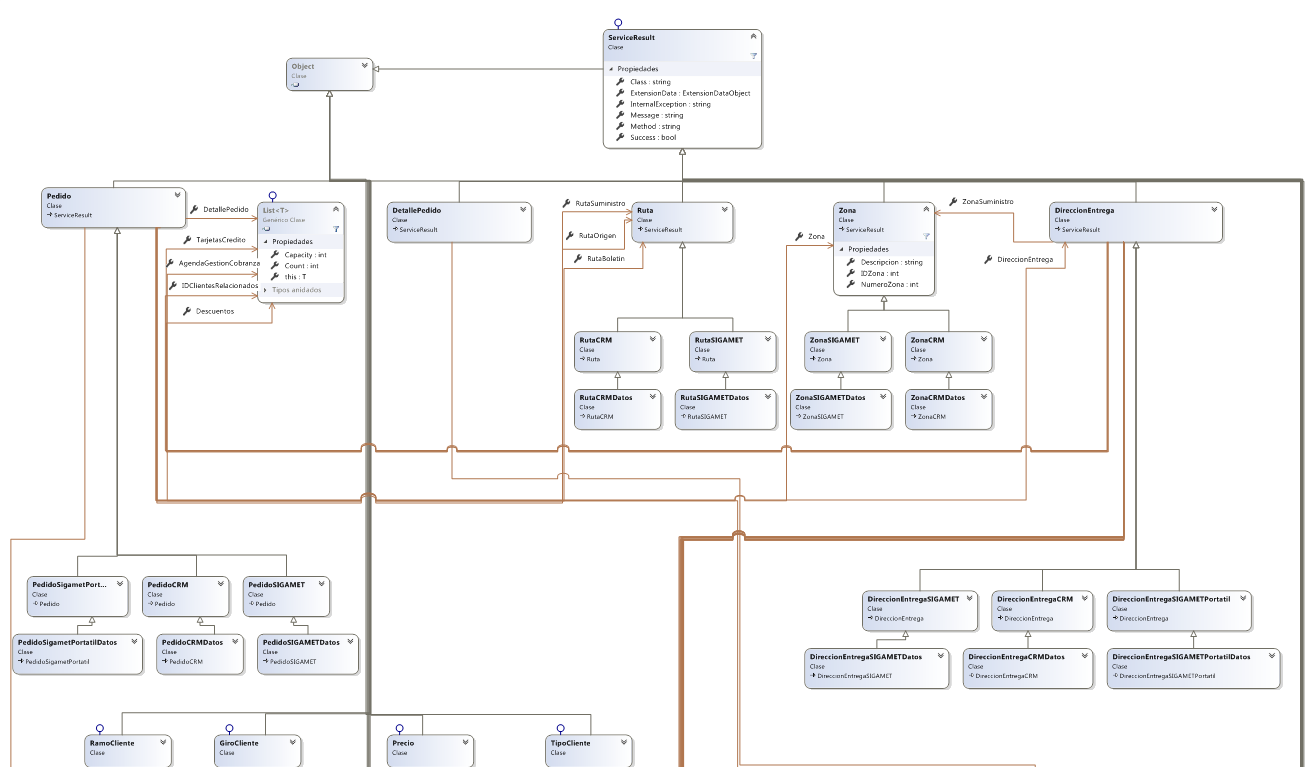 ServiceResult
Clase
Propiedades
Class : string
ExtensionData : ExtensionDataObject
InternalException : string
Message : string
Method : string
Success : bool
Object
Clase
Pedido
Clase
ServiceResult
DetallePedido
TarjetasCredito
AgendaGestionCobranza
IDClientesRelacionados
Descuentos
List<T>
Generico Clase
Propiedades
Capacity : int
Count : int
this : T
Tipos anidados
DetallePedido
Clase
ServiceResult
RutaSuministro
RutaOrigen
RutaBoletin
Ruta
Clase
ServiceResult
Zona
Zona
Clase
ServiceResult
Propiedades
Descripcion : string
IDZona : int
NumeroZona : int
ZonaSuministro
DireccionEntrega
DireccionEntrega
Clase
ServiceResult
RutaCRM
Clase
Ruta
RutaSIGAMET
Clase
Ruta
ZonaSIGAMET
Clase
Zona
ZonaCRM
Clase
Zona
RutaCRMDatos
Clase
RutaCRM
RutaSIGAMETDatos
Clase
RutaSIGAMET
ZonaSIGAMETDatos
Clase
ZonaSIGAMET
ZonaCRMDatos
Clase
ZonaCRM
PedidoSigametPort...
Clase
Pedido
PedidoCRM
Clase
Pedido
PedidoSIGAMET
Clase
Pedido
PedidoSigametPortatilDatos
Clase
PedidoSigametPortatil
PedidoCRMDatos
Clase
PedidoCRM
PedidoSIGAMETDatos
Clase
PedidoSIGAMET
DireccionEntregaSIGAMET
Clase
DireccionEntrega
DireccionEntregaCRM
Clase
DireccionEntrega
DireccionEntregaSIGAMETPortatil
Clase
DireccionEntrega
DireccionEntregaSIGAMETDatos
Clase
DireccionEntregaSIGAMET
DireccionEntregaCRMDatos
Clase
DireccionEntregaCRM
DireccionEntregaSIGAMETPortatilDatos
Clase
DireccionEntregaSIGAMETPortatil
RamoCliente
Clase
GiroCliente
Clase
Precio
Clase
TipoCliente
Clase